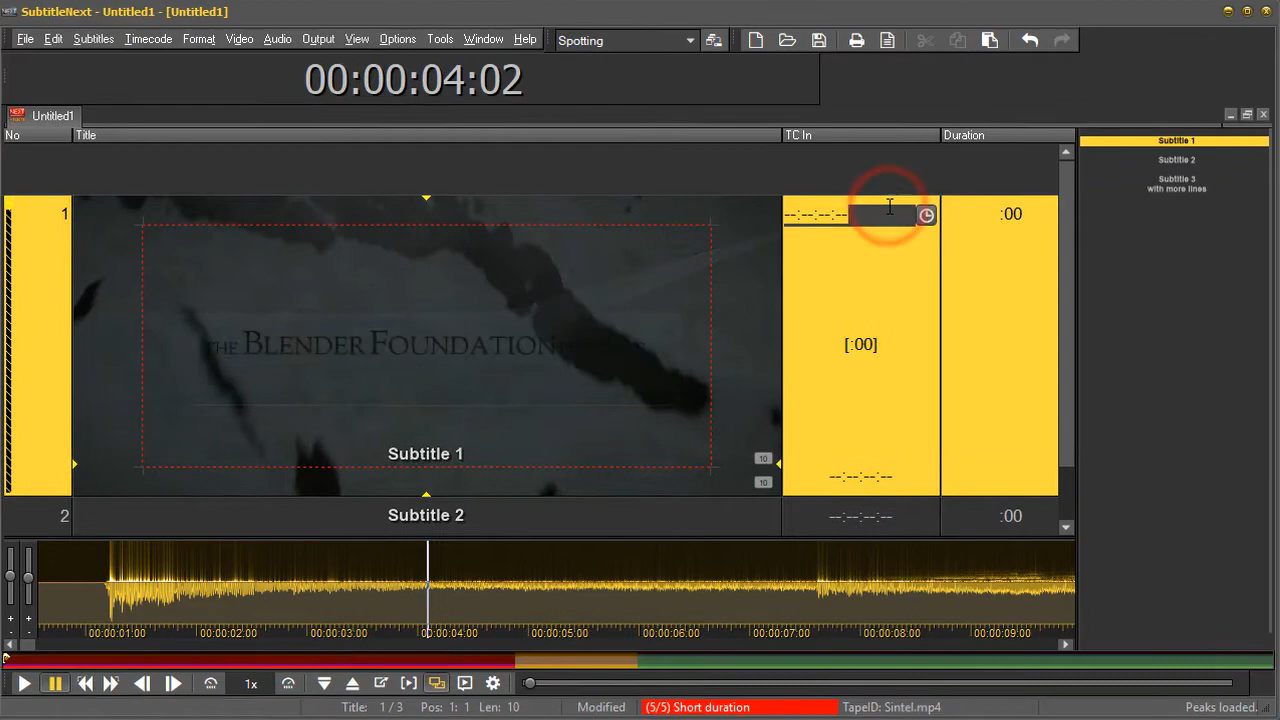 SubtitleNext - Untitled1 - [Untitled1]
File Edit Subtitles Timecode Format Video Audio Output View Options Tools Window Help Spotting
00:00:04:02
NEXT Untitled1
No Title TC In Duration
Subtitle 1
Subtitle 2
Subtitle 3
with more lines
1 --:--:--:-- :00
THE BLENDER FOUNDATION
[:00]
Subtitle 1
10
10
--:--:--:--
2 Subtitle 2 --:--:--:-- :00
00:00:01:00 00:00:02:00 00:00:03:00 00:00:04:00 00:00:05:00 00:00:06:00 00:00:07:00 00:00:08:00 00:00:09:00
1x
Title: 1 / 3 Pos: 1: 1 Len: 10 Modified (5/5) Short duration TapeID: Sintel.mp4 Peaks loaded.